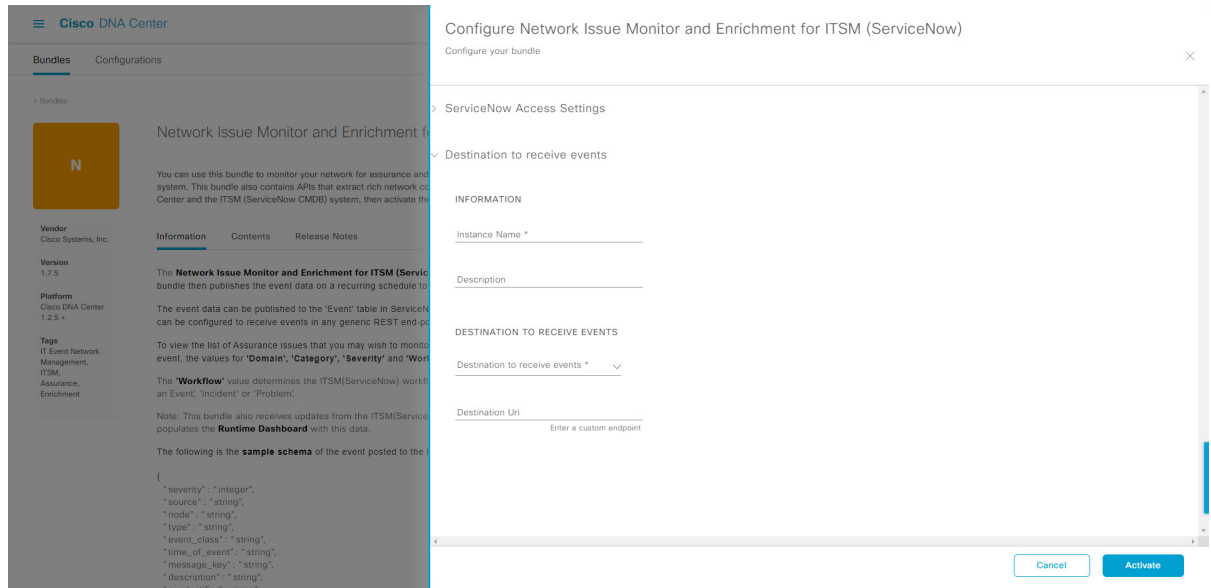 Cisco DNA Center
Bundles Configurations
< Bundles
N
Vendor
Cisco Systems, Inc.
Version
1.7.5
Platform
Cisco DNA Center
1.2.5 +
Tags
IT Event Network
Management,
ITSM,
Assurance,
Enrichment
Network Issue Monitor and Enrichment f
You can use this bundle to monitor your network for assurance and
system. This bundle also contains APIs that extract rich network co
Center and the ITSM (ServiceNow CMDB) system, then activate the
Information Contents Release Notes
The Network Issue Monitor and Enrichment for ITSM (Servic
bundle then publishes the event data on a recurring schedule to
The event data can be published to the 'Event' table in ServiceN
can be configured to receive events in any generic REST end-po
To view the list of Assurance issues that you may wish to monito
event, the values for 'Domain', 'Category', 'Severity' and 'Wor
The 'Workflow' value determines the ITSM(ServiceNow) workfl
an Event', 'Incident' or 'Problem'.
Note: This bundle also receives updates from the ITSM(Service
populates the Runtime Dashboard with this data.
The following is the sample schema of the event posted to the
{
"severity" : "integer",
"source" : "string",
"node" : "string",
"type" : "string",
"event_class" : "string",
"time_of_event" : "string",
"message_key" : "string",
"description" : "string",
Configure Network Issue Monitor and Enrichment for ITSM (ServiceNow)
Configure your bundle
ServiceNow Access Settings
Destination to receive events
INFORMATION
Instance Name *
Description
DESTINATION TO RECEIVE EVENTS
Destination to receive events *
Destination Uri
Enter a custom endpoint
Cancel Activate